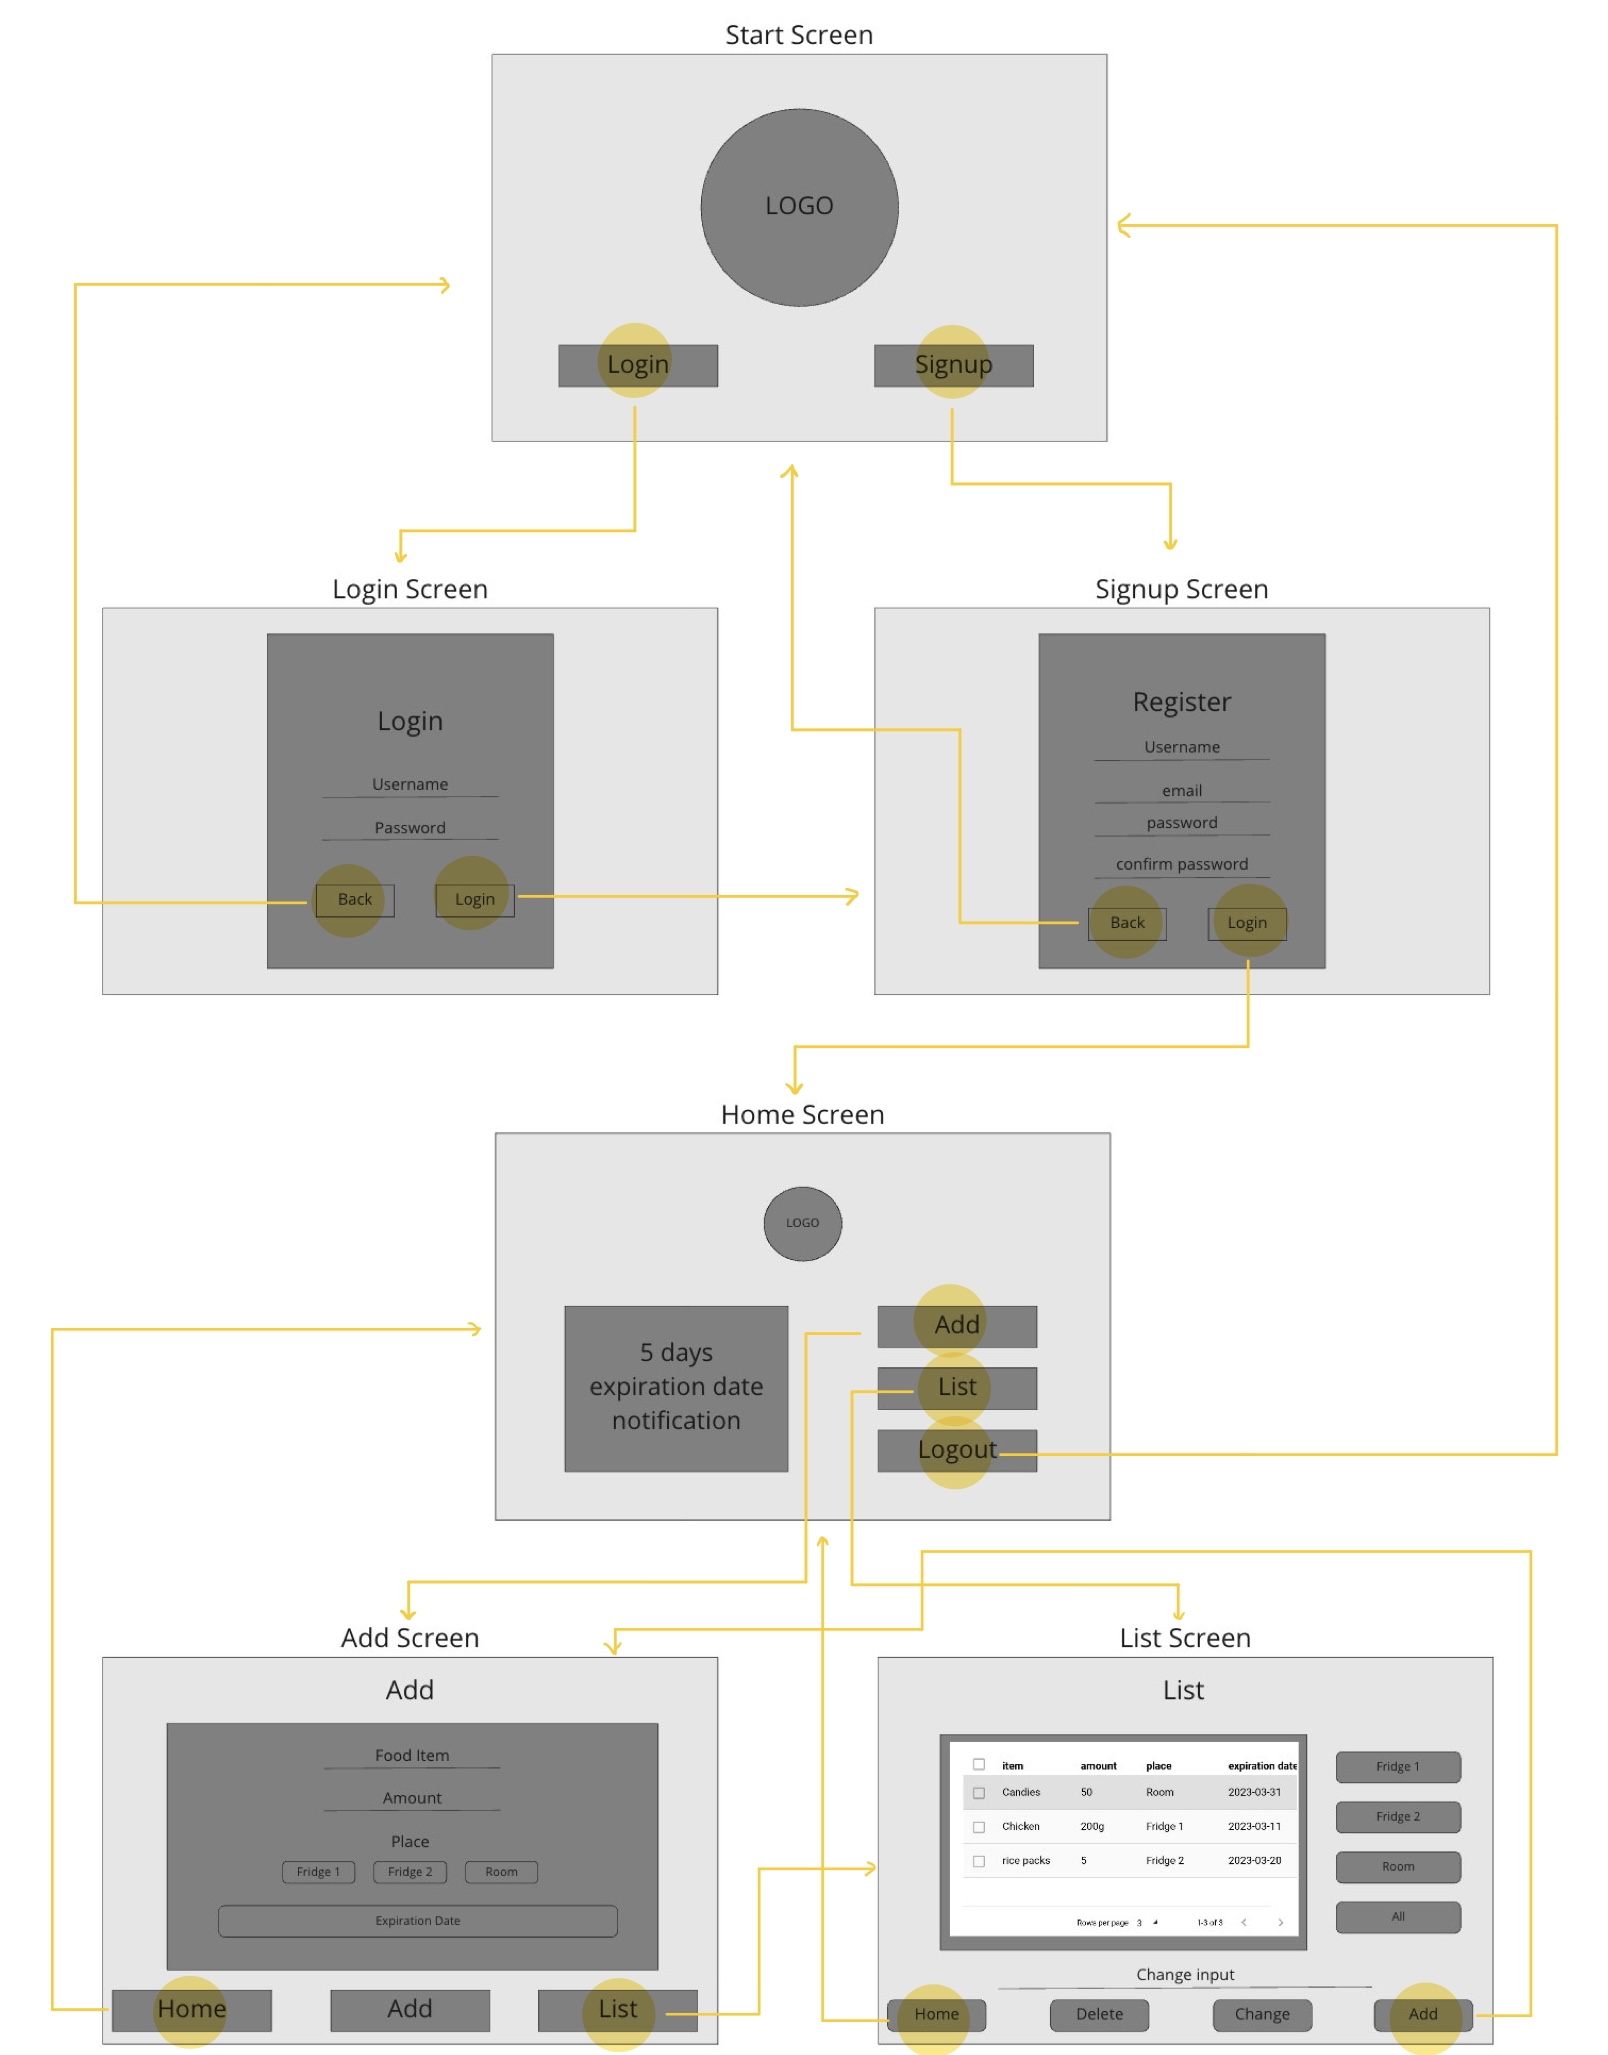 Start Screen
LOGO
Login
Signup
Login Screen
Login
Username
Password
Back
Login
Signup Screen
Register
Username
email
password
confirm password
Back
Login
Home Screen
LOGO
5 days
expiration date
notification
Add
List
Logout
Add Screen
Add
Food Item
Amount
Place
Fridge 1
Fridge 2
Room
Expiration Date
Home
Add
List
List Screen
List
item amount place expiration date
Candies 50 Room 2023-03-31
Chicken 200g Fridge 1 2023-03-11
rice packs 5 Fridge 2 2023-03-20
Rows per page 3 1-3 of 3
Fridge 1
Fridge 2
Room
All
Change input
Home
Delete
Change
Add